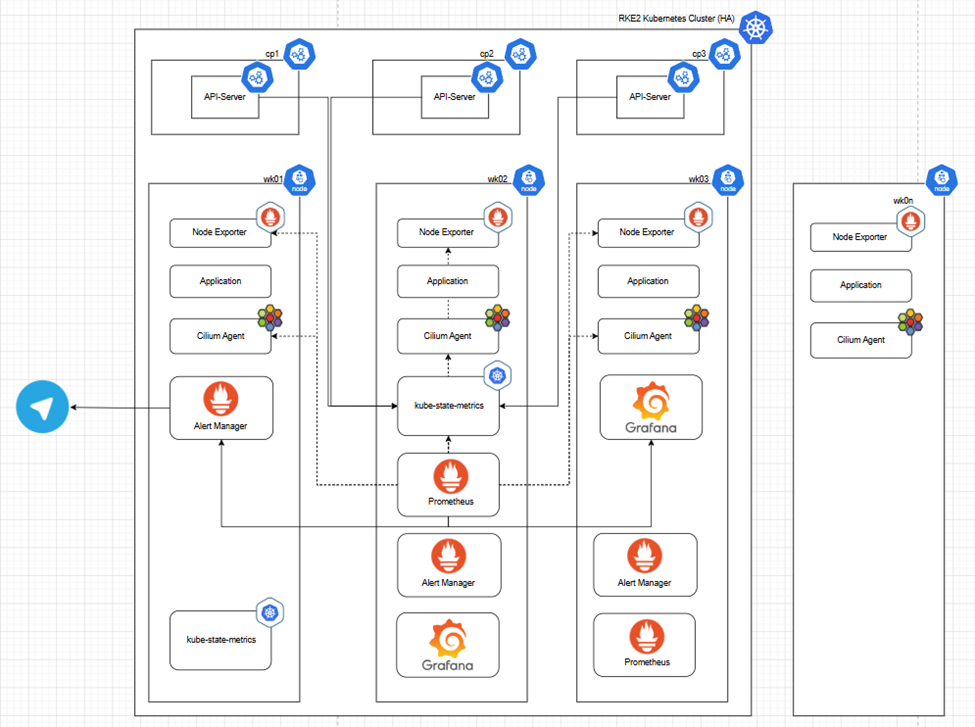 RKE2 Kubernetes Cluster (HA)
cp1
cp2
cp3
API-Server
API-Server
API-Server
wk01
node
wk02
node
wk03
node
wk0n
node
Node Exporter
Node Exporter
Node Exporter
Node Exporter
Application
Application
Application
Application
Cilium Agent
Cilium Agent
Cilium Agent
Cilium Agent
Alert Manager
kube-state-metrics
Grafana
Prometheus
Alert Manager
Alert Manager
kube-state-metrics
Grafana
Prometheus